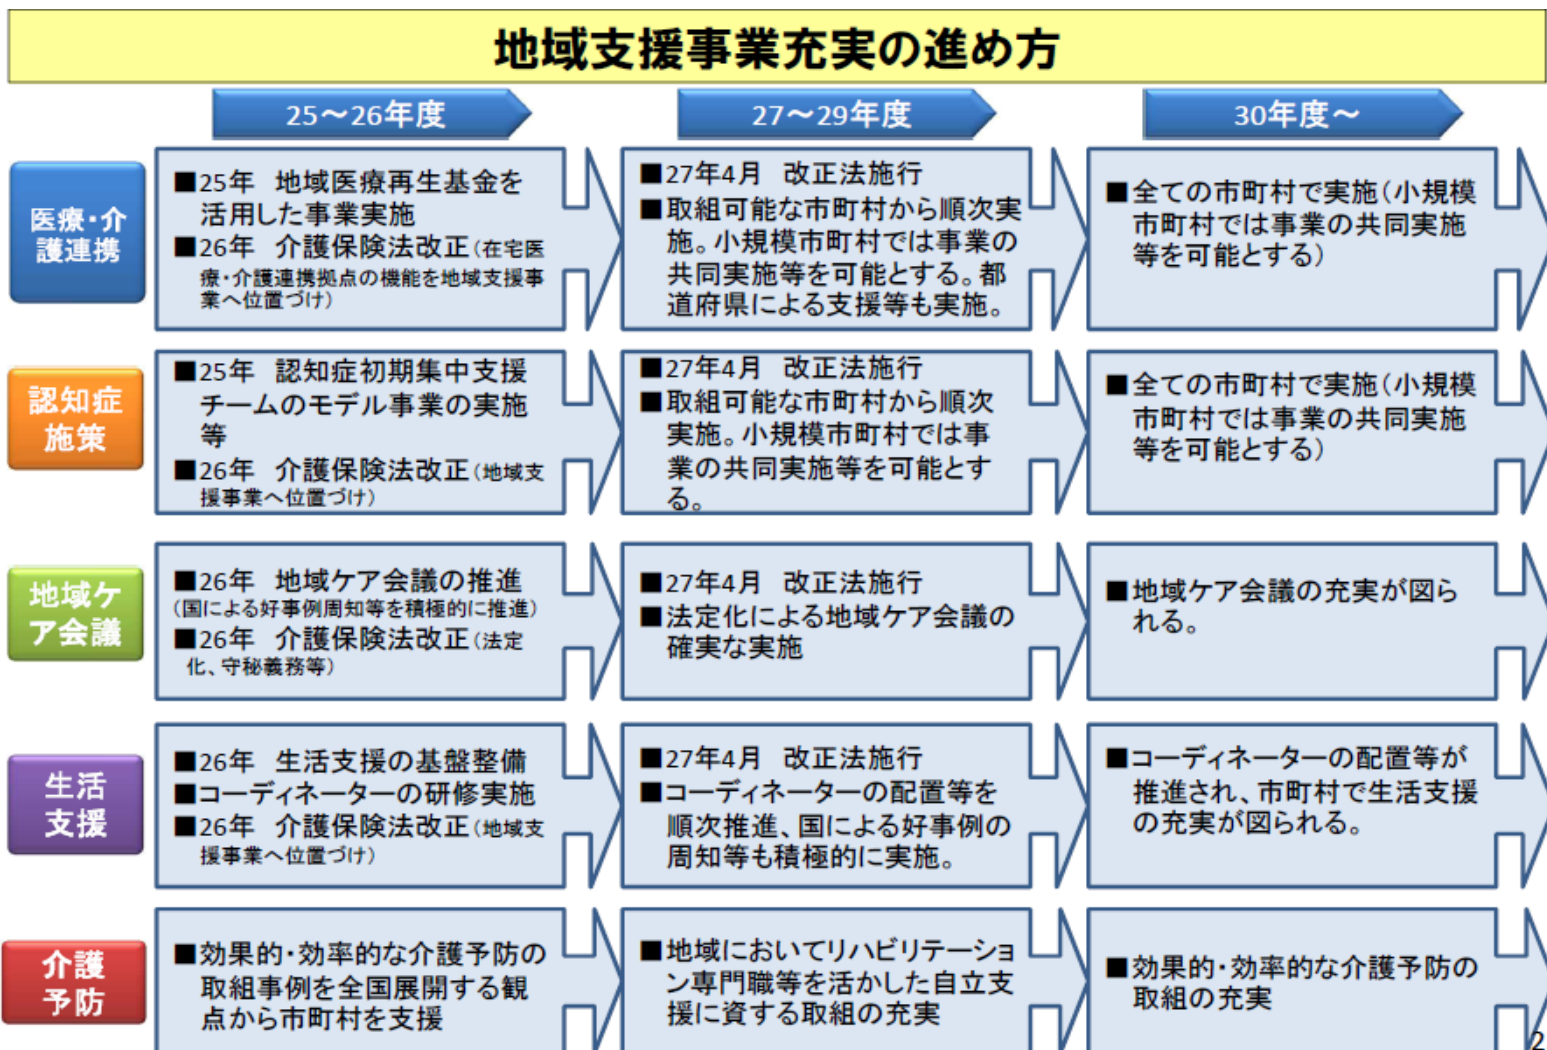 地域支援事業充実の進め方
25～26年度
27～29年度
30年度～
医療・介
護連携
■25年　地域医療再生基金を
活用した事業実施
■26年　介護保険法改正（在宅医
療・介護連携拠点の機能を地域支援事
業へ位置づけ）
■27年4月　改正法施行
■取組可能な市町村から順次実
施。小規模市町村では事業の
共同実施等を可能とする。都
道府県による支援等も実施。
■全ての市町村で実施（小規模
市町村では事業の共同実施
等を可能とする）
認知症
施策
■25年　認知症初期集中支援
チームのモデル事業の実施
等
■26年　介護保険法改正（地域支
援事業へ位置づけ）
■27年4月　改正法施行
■取組可能な市町村から順次
実施。小規模市町村では事
業の共同実施等を可能とす
る。
■全ての市町村で実施（小規模
市町村では事業の共同実施
等を可能とする）
地域ケ
ア会議
■26年　地域ケア会議の推進
（国による好事例周知等を積極的に推進）
■26年　介護保険法改正（法定
化、守秘義務等）
■27年4月　改正法施行
■法定化による地域ケア会議の
確実な実施
■地域ケア会議の充実が図ら
れる。
生活
支援
■26年　生活支援の基盤整備
■コーディネーターの研修実施
■26年　介護保険法改正（地域支
援事業へ位置づけ）
■27年4月　改正法施行
■コーディネーターの配置等を
順次推進、国による好事例の
周知等も積極的に実施。
■コーディネーターの配置等が
推進され、市町村で生活支援
の充実が図られる。
介護
予防
■効果的・効率的な介護予防の
取組事例を全国展開する観
点から市町村を支援
■地域においてリハビリテーショ
ン専門職等を活かした自立支
援に資する取組の充実
■効果的・効率的な介護予防の
取組の充実
2